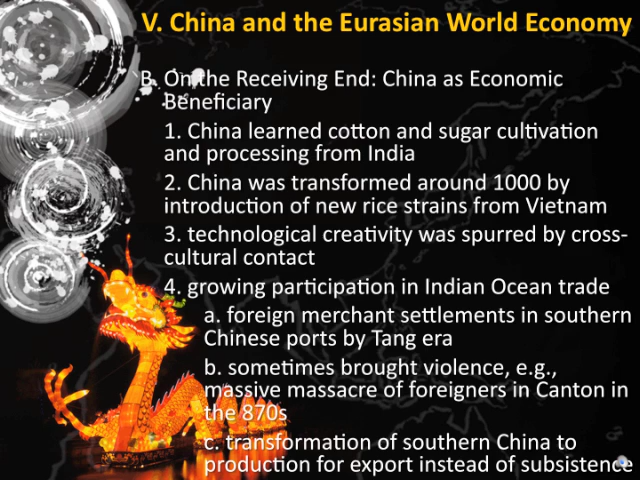 V. China and the Eurasian World Economy
B. On the Receiving End: China as Economic
Beneficiary
1. China learned cotton and sugar cultivation
and processing from India
2. China was transformed around 1000 by
introduction of new rice strains from Vietnam
3. technological creativity was spurred by cross-
cultural contact
4. growing participation in Indian Ocean trade
a. foreign merchant settlements in southern
Chinese ports by Tang era
b. sometimes brought violence, e.g.,
massive massacre of foreigners in Canton in
the 870s
c. transformation of southern China to
production for export instead of subsistence